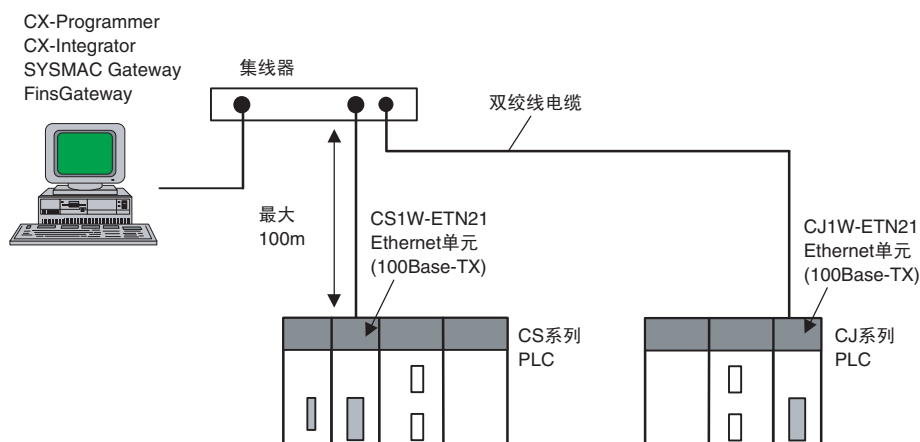 CX-Programmer
CX-Integrator
SYSMAC Gateway
FinsGateway
集线器
双绞线电缆
最大
100m
CS1W-ETN21
Ethernet单元
(100Base-TX)
CJ1W-ETN21
Ethernet单元
(100Base-TX)
CS系列
PLC
CJ系列
PLC